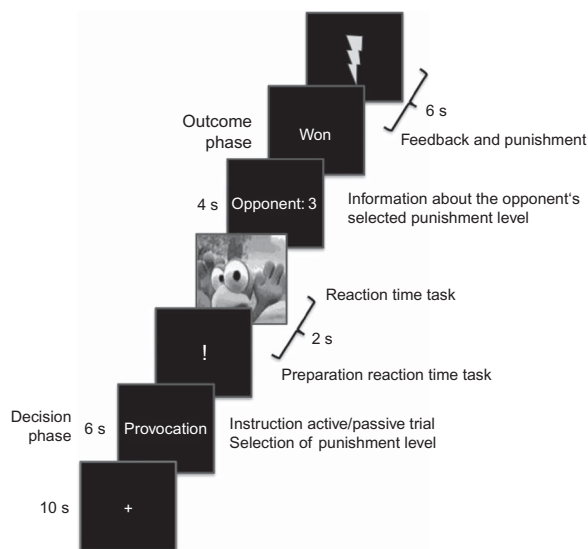 6 s
Outcome
phase
Won
Feedback and punishment
4 s
Opponent: 3
Information about the opponent‘s
selected punishment level
Reaction time task
2 s
!
Preparation reaction time task
Decision
phase
6 s
Provocation
Instruction active/passive trial
Selection of punishment level
10 s
+